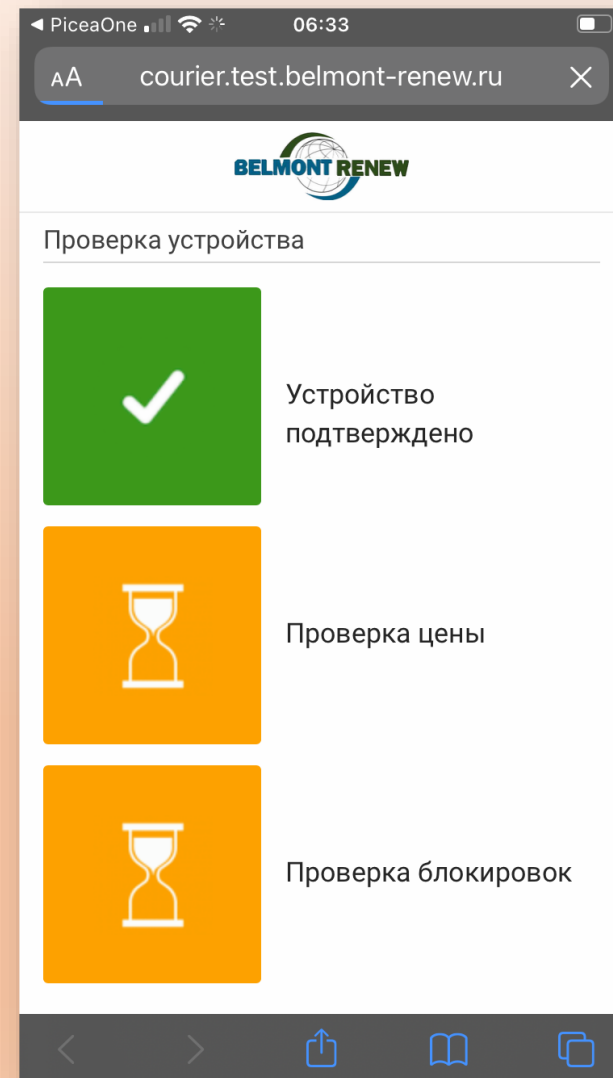 ◀ PiceaOne 06:33
AA courier.test.belmont-renew.ru
BELMONT RENEW
Проверка устройства
Устройство
подтверждено
Проверка цены
Проверка блокировок